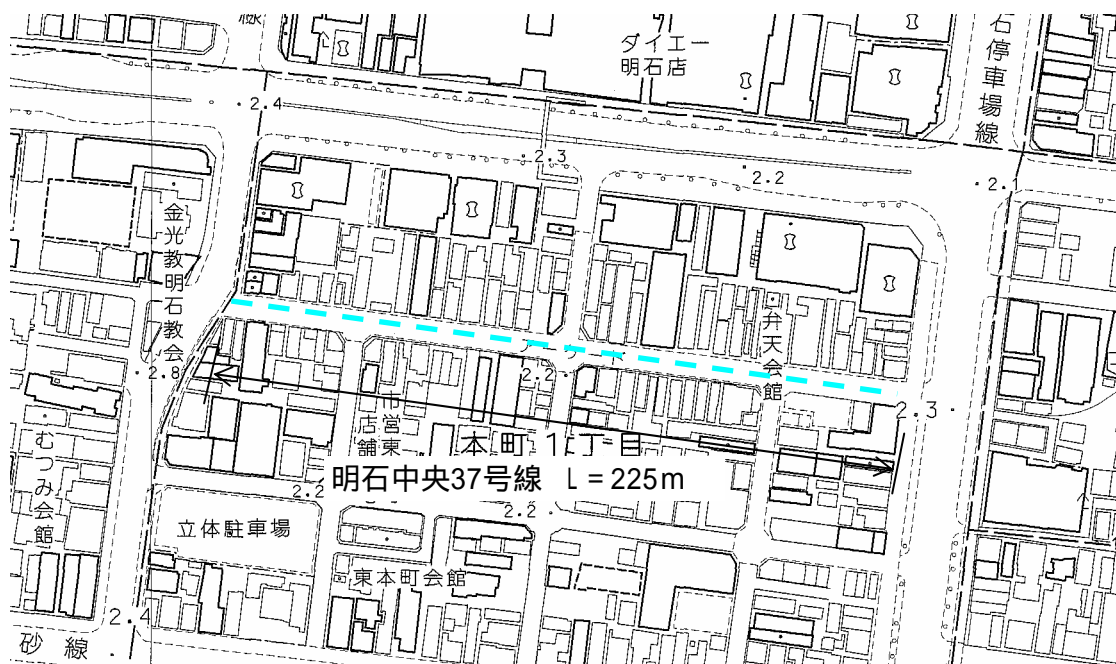 線
ダイエー
明石店
石停車場線
2.4
2.3
2.2
2.1
金光教明石教会
弁天会館
2.8
2.2
2.3
市営東
店舗
本町1丁目
明石中央37号線 L=225m
むつみ会館
2.2
2.2
立体駐車場
東本町会館
2.4
砂線